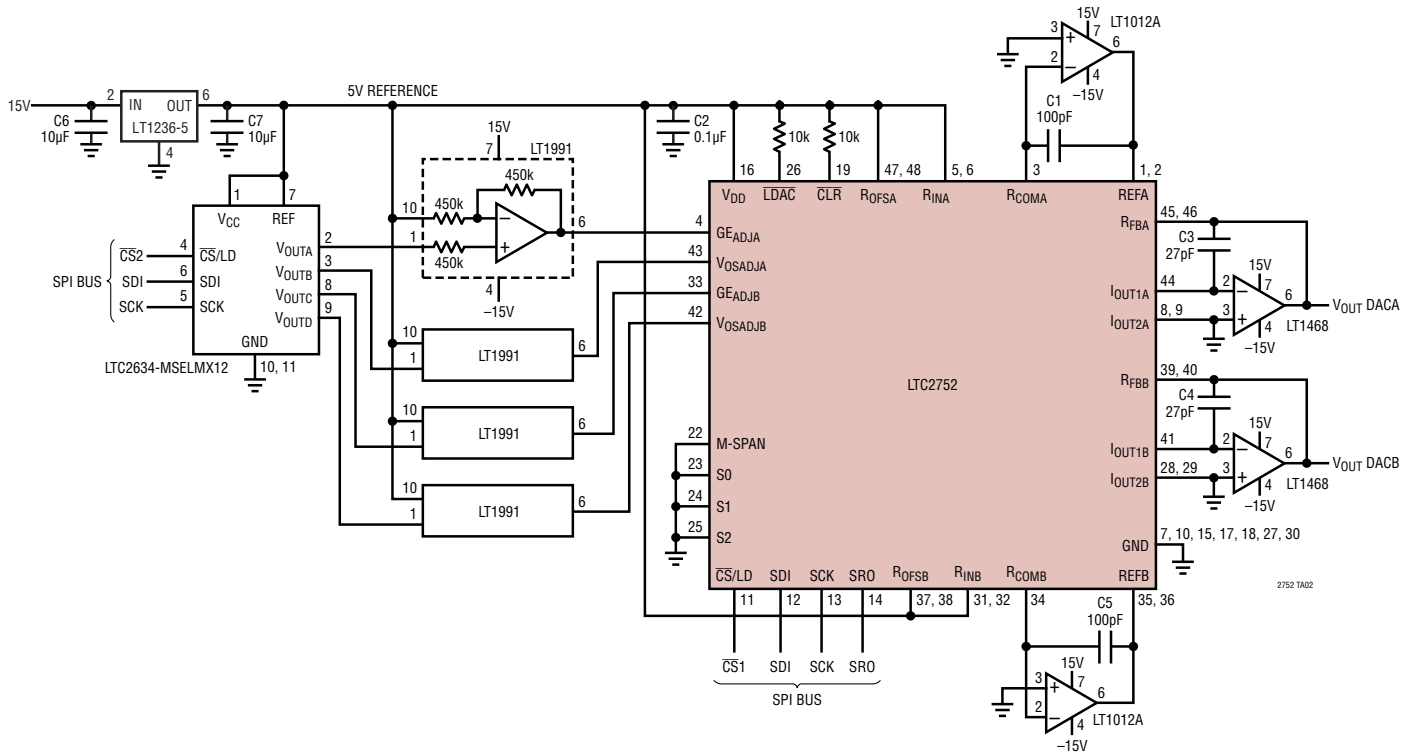 15V
LT1012A
3
7
6
2
4
−15V
C1
100pF
15V
2
IN
OUT
6
LT1236-5
4
C6
10µF
C7
10µF
5V REFERENCE
C2
0.1µF
10k
10k
15V
7
LT1991
450k
10
450k
1
450k
6
4
−15V
1
7
VCC
REF
SPI BUS
CS2
4
CS/LD
SDI
6
SDI
SCK
5
SCK
VOUTA
2
VOUTB
3
VOUTC
8
VOUTD
9
GND
10, 11
LTC2634-MSELMX12
10
1
LT1991
6
10
1
LT1991
6
10
1
LT1991
6
16
26
19
47, 48
5, 6
3
1, 2
VDD
LDAC
CLR
ROFSA
RINA
RCOMA
REFA
4
GEADJA
43
VOSADJA
33
GEADJB
42
VOSADJB
LTC2752
22
M-SPAN
23
S0
24
S1
25
S2
RFBA
45, 46
C3
27pF
15V
IOUT1A
44
2
7
6
VOUT DACA
IOUT2A
8, 9
3
4
LT1468
−15V
RFBB
39, 40
C4
27pF
15V
IOUT1B
41
2
7
6
VOUT DACB
IOUT2B
28, 29
3
4
LT1468
−15V
GND
7, 10, 15, 17, 18, 27, 30
CS/LD
SDI
SCK
SRO
ROFSB
RINB
RCOMB
REFB
11
12
13
14
37, 38
31, 32
34
35, 36
2752 TA02
C5
100pF
CS1
SDI
SCK
SRO
SPI BUS
15V
3
7
6
2
4
LT1012A
−15V